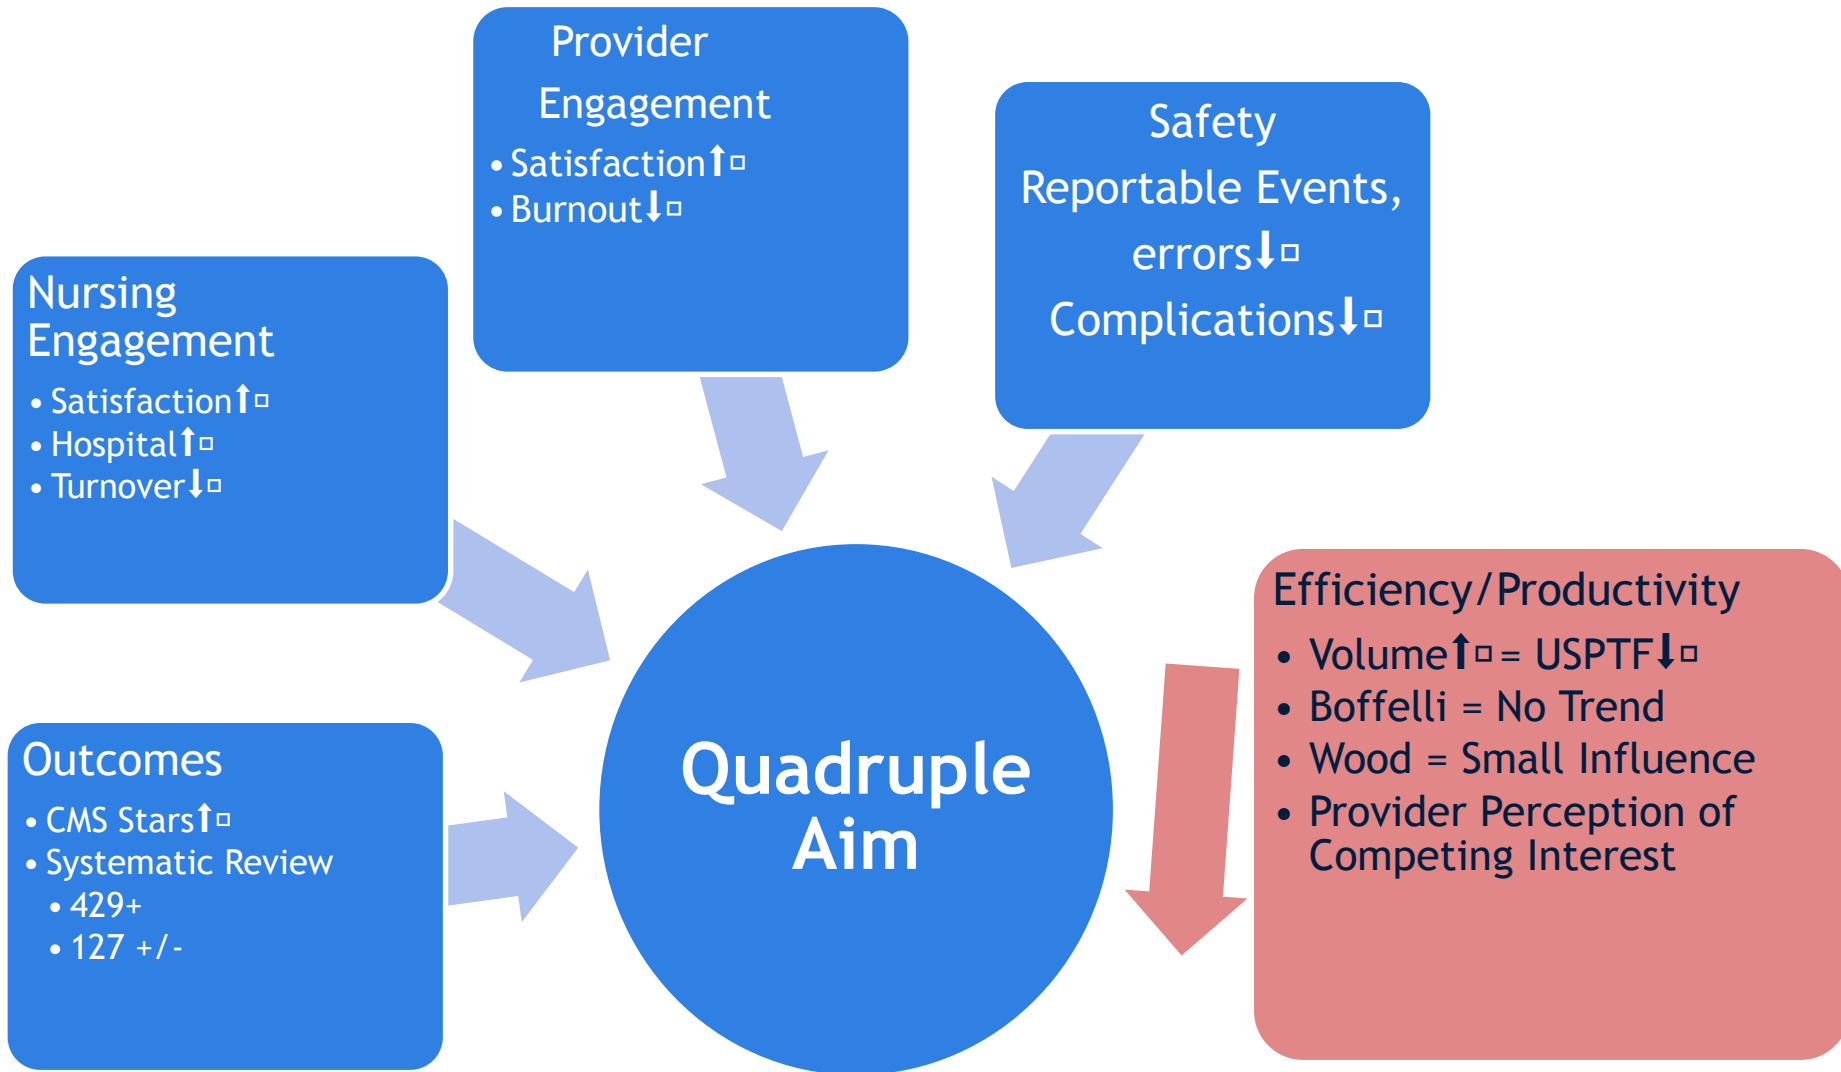 Provider
Engagement
• Satisfaction⬆□
• Burnout⬇□
Safety
Reportable Events,
errors⬇□
Complications⬇□
Nursing
Engagement
• Satisfaction⬆□
• Hospital⬆□
• Turnover⬇□
Efficiency/Productivity
• Volume⬆□= USPTF⬇□
• Boffelli = No Trend
• Wood = Small Influence
• Provider Perception of
Competing Interest
Outcomes
• CMS Stars⬆□
• Systematic Review
• 429+
• 127 +/-
Quadruple
Aim